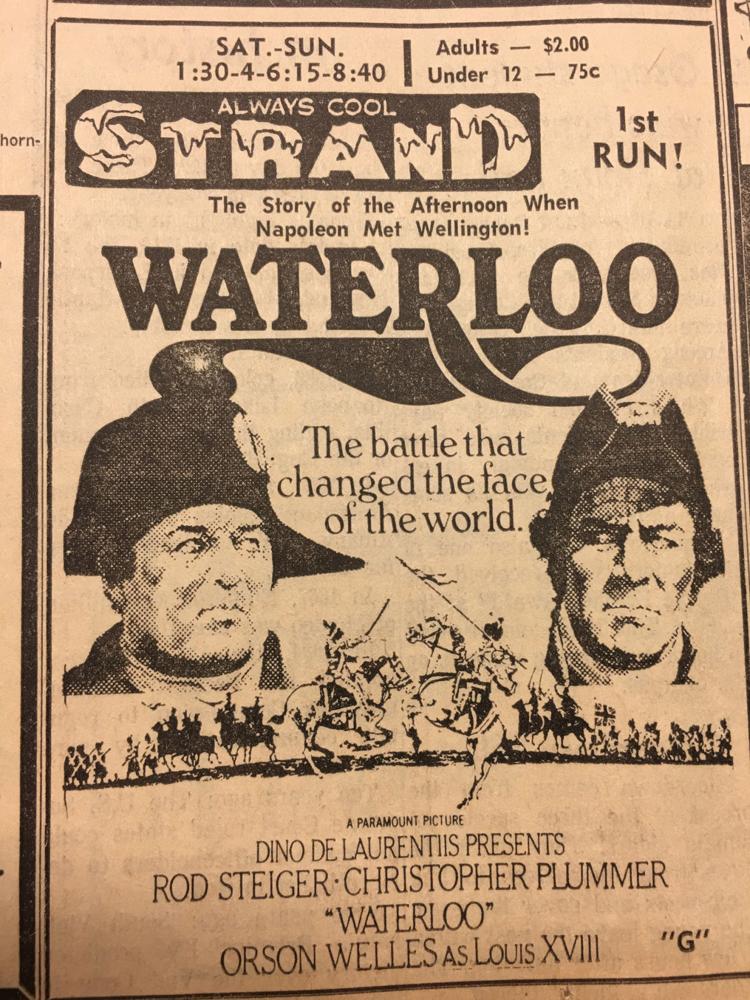 SAT.-SUN.
1:30-4-6:15-8:40
Adults — $2.00
Under 12 — 75c
ALWAYS COOL
STRAND
1st
RUN!
The Story of the Afternoon When
Napoleon Met Wellington!
WATERLOO
The battle that
changed the face
of the world.
A PARAMOUNT PICTURE
DINO DE LAURENTIIS PRESENTS
ROD STEIGER · CHRISTOPHER PLUMMER
“WATERLOO”
ORSON WELLES AS LOUIS XVIII
"G"
horn-